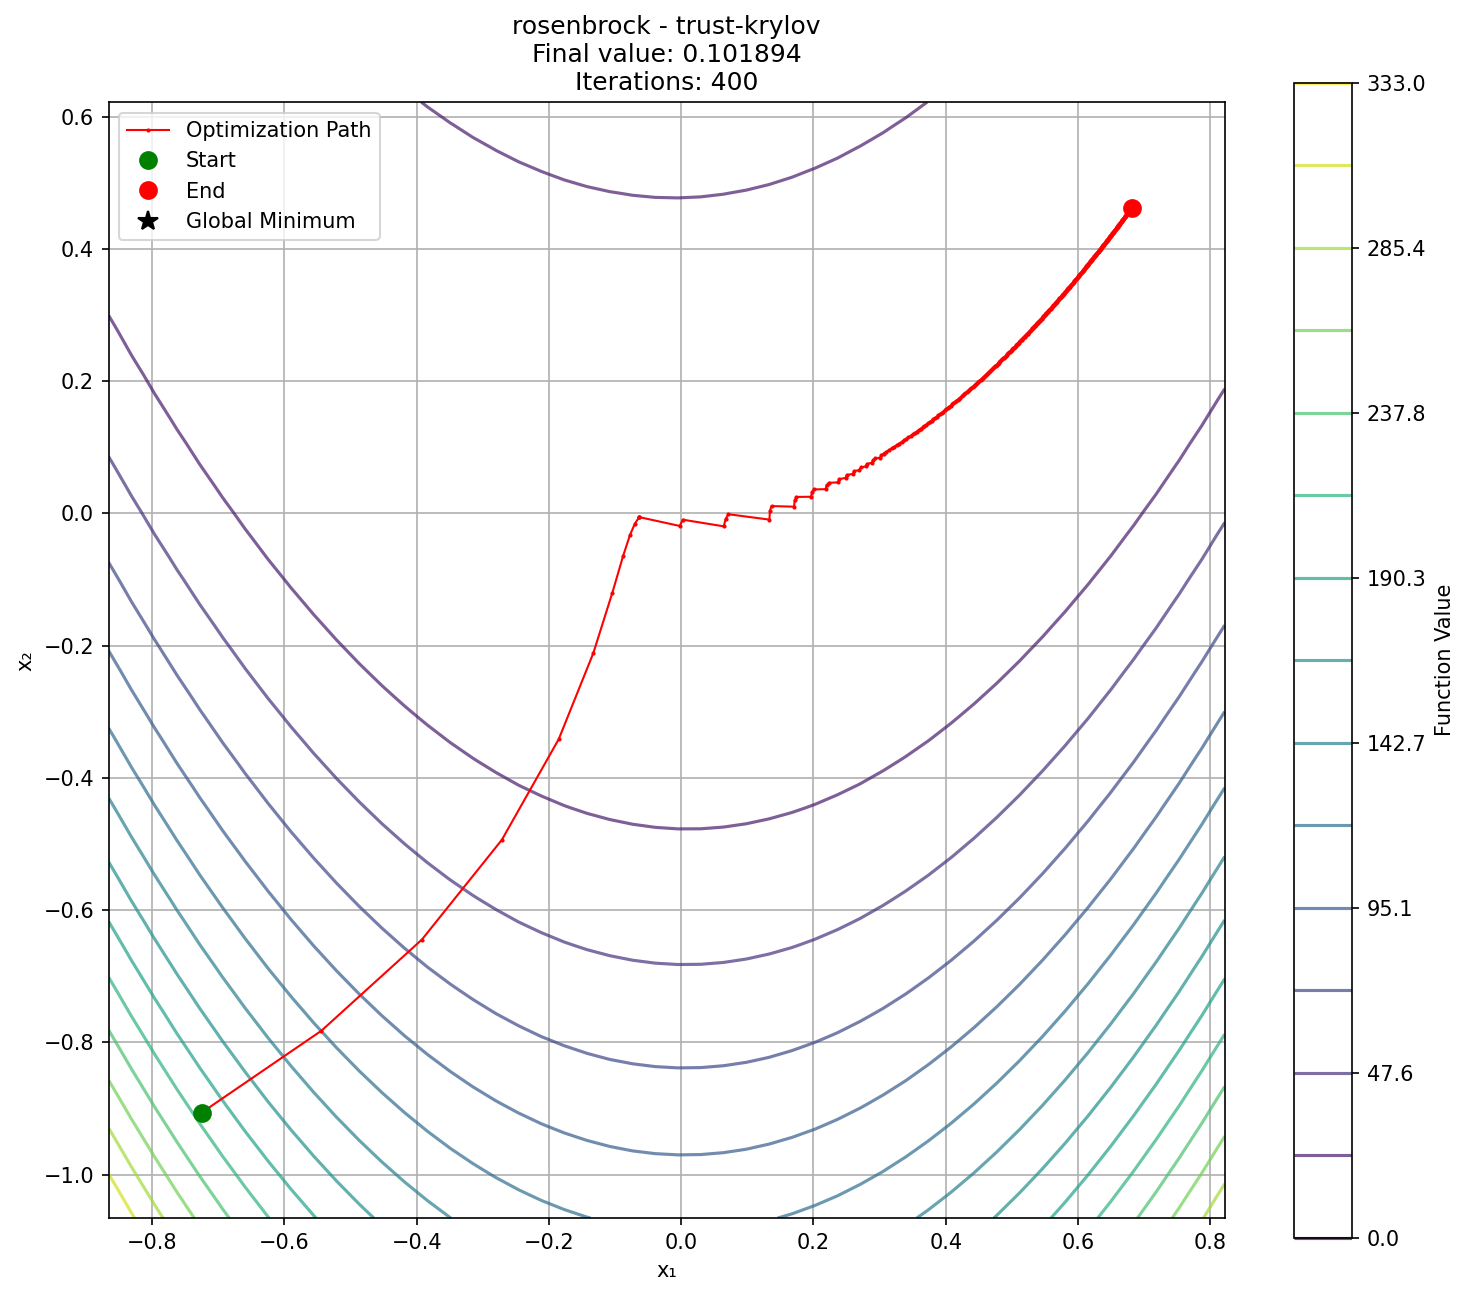 rosenbrock - trust-krylov
Final value: 0.101894
Iterations: 400
Optimization Path
Start
End
Global Minimum
0.6
0.4
0.2
0.0
−0.2
−0.4
−0.6
−0.8
−1.0
x₂
−0.8
−0.6
−0.4
−0.2
0.0
0.2
0.4
0.6
0.8
x₁
333.0
285.4
237.8
190.3
142.7
95.1
47.6
0.0
Function Value